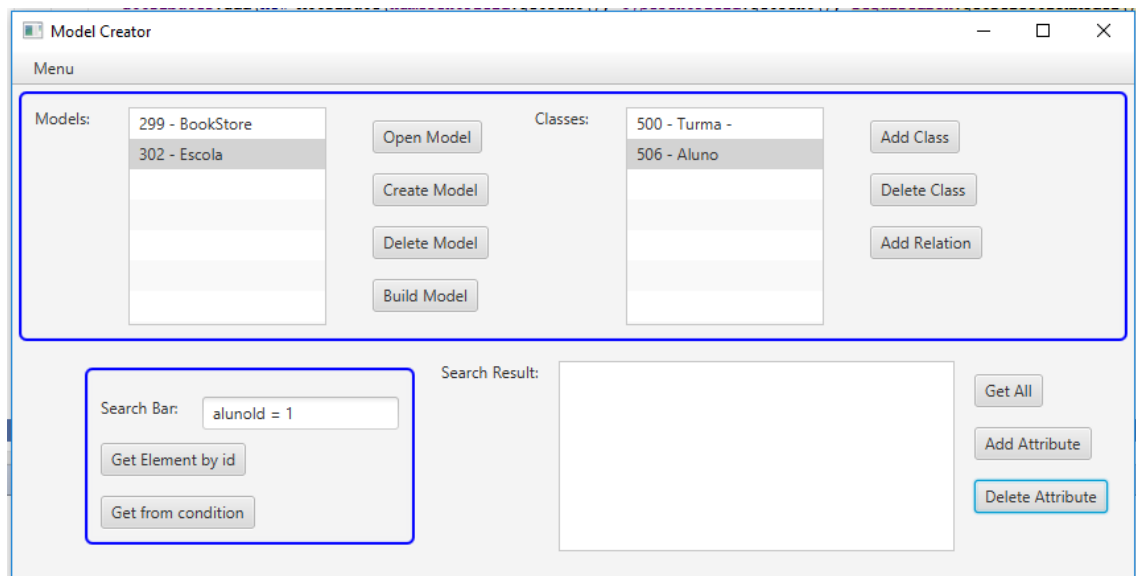 Model Creator
Menu
Models:
299 - BookStore
302 - Escola
Open Model
Create Model
Delete Model
Build Model
Classes:
500 - Turma -
506 - Aluno
Add Class
Delete Class
Add Relation
Search Bar:
alunoId = 1
Get Element by id
Get from condition
Search Result:
Get All
Add Attribute
Delete Attribute